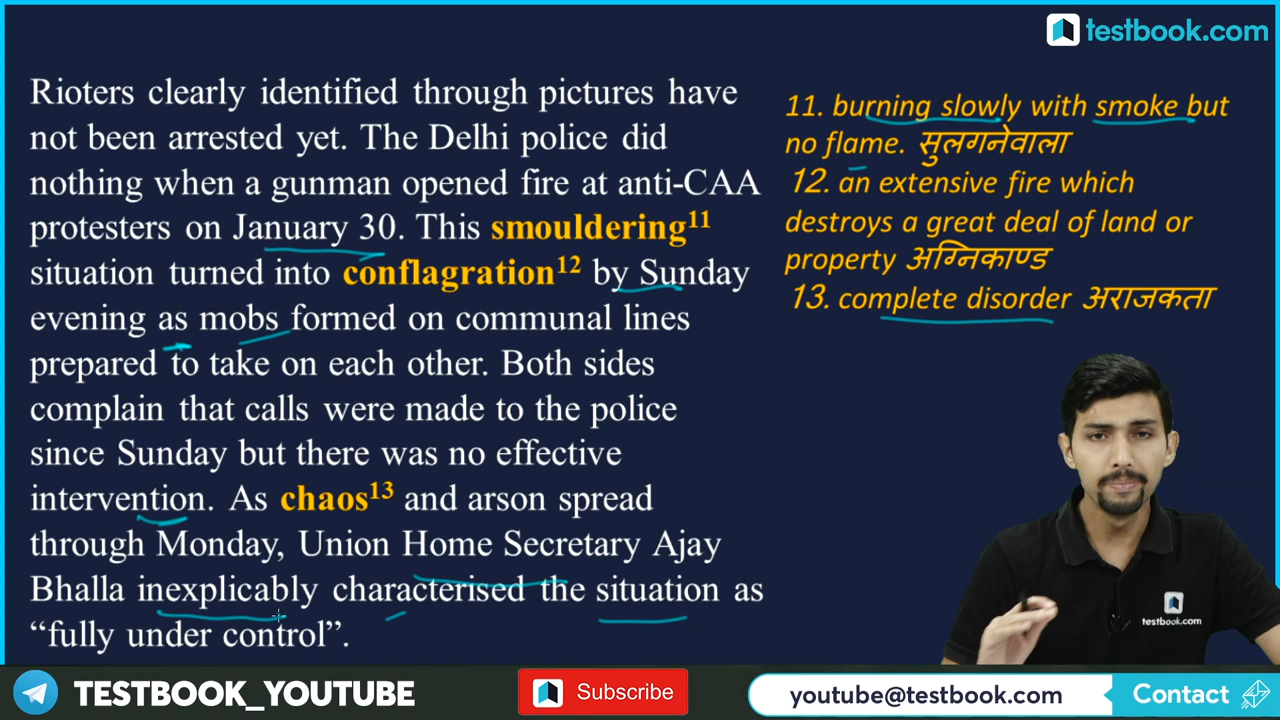 testbook.com
Rioters clearly identified through pictures have
not been arrested yet. The Delhi police did
nothing when a gunman opened fire at anti-CAA
protesters on January 30. This smouldering¹¹
situation turned into conflagration¹² by Sunday
evening as mobs formed on communal lines
prepared to take on each other. Both sides
complain that calls were made to the police
since Sunday but there was no effective
intervention. As chaos¹³ and arson spread
through Monday, Union Home Secretary Ajay
Bhalla inexplicably characterised the situation as
“fully under control”.
11. burning slowly with smoke but
no flame. सुलगनेवाला
12. an extensive fire which
destroys a great deal of land or
property अग्निकाण्ड
13. complete disorder अराजकता
testbook.com
TESTBOOK_YOUTUBE
Subscribe
youtube@testbook.com
Contact